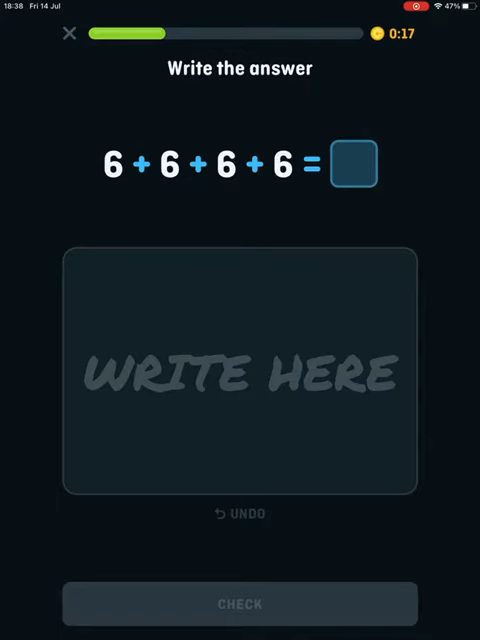 18:38 Fri 14 Jul 47%
0:17
Write the answer
6 + 6 + 6 + 6 =
WRITE HERE
UNDO
CHECK